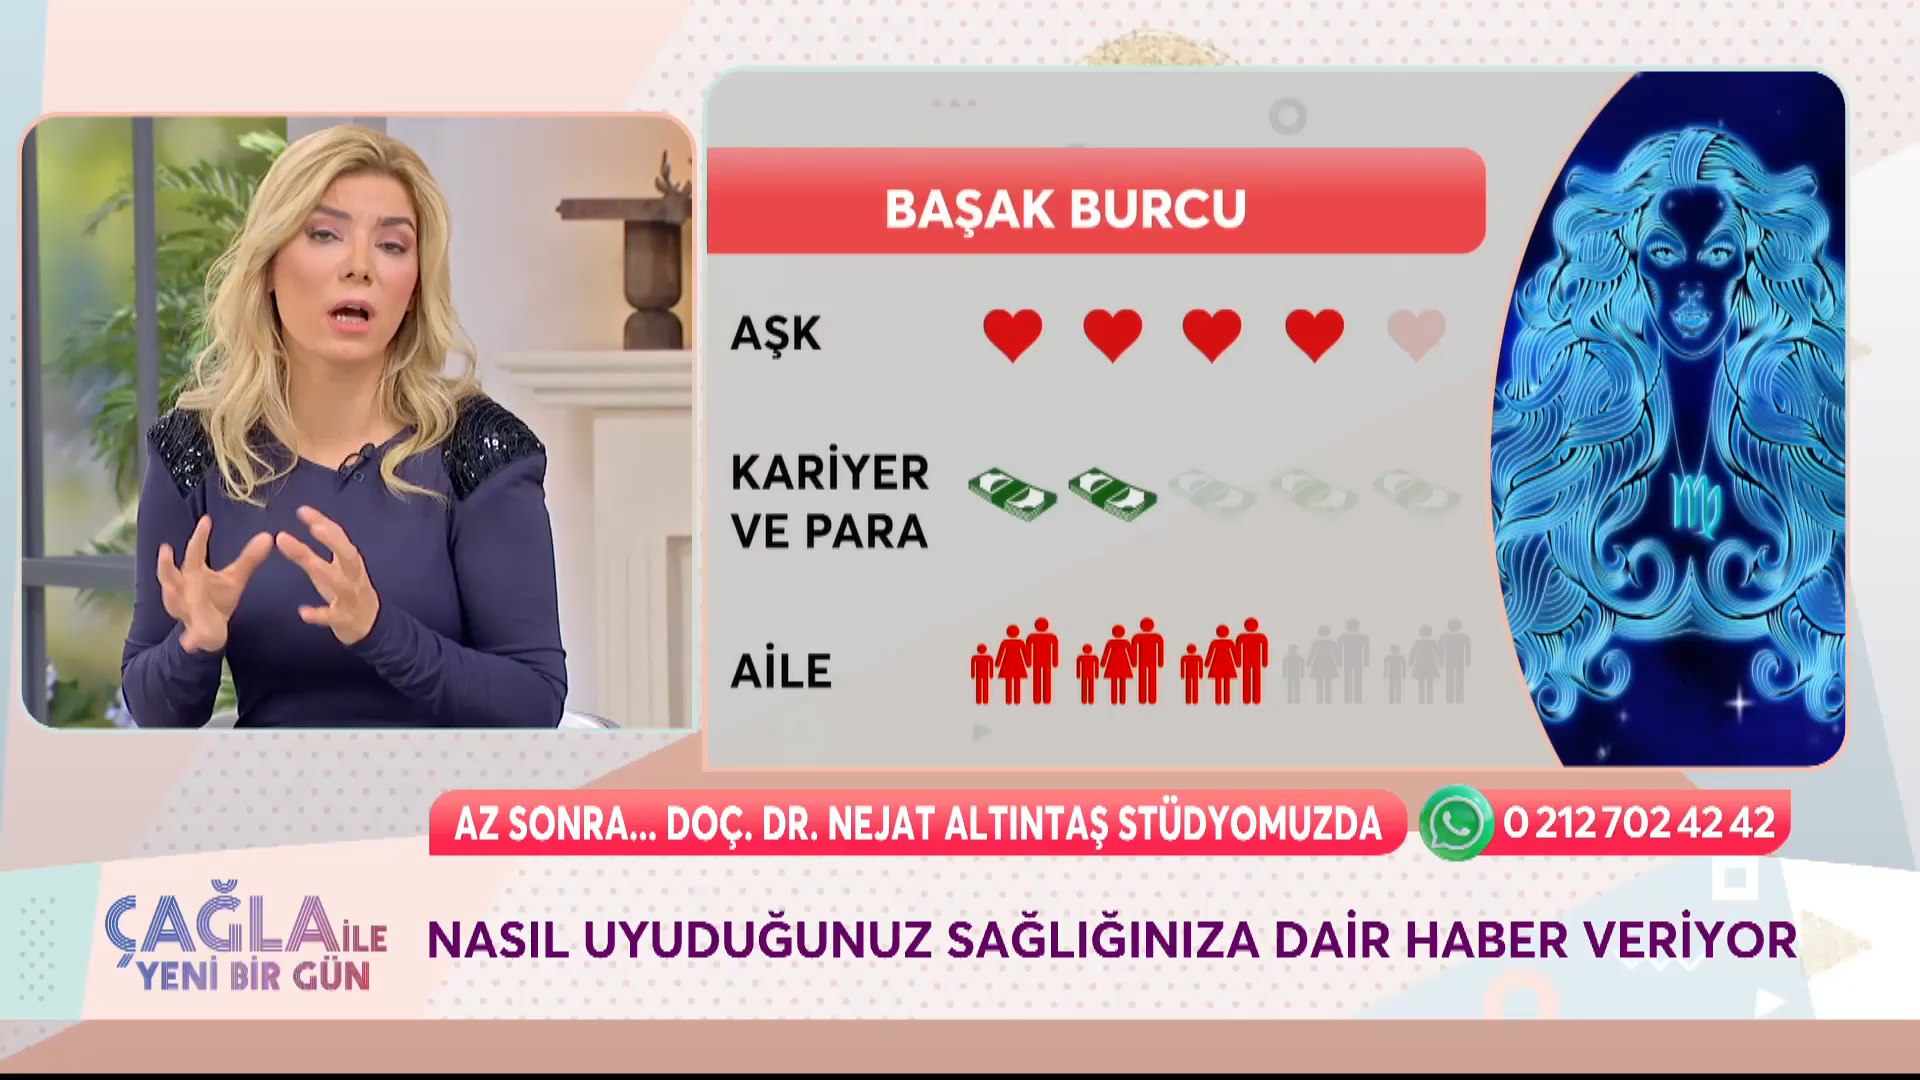 BAŞAK BURCU
AŞK
KARİYER
VE PARA
AİLE
AZ SONRA... DOÇ. DR. NEJAT ALTINTAŞ STÜDYOMUZDA
0 212 702 42 42
ÇAĞLA İLE
YENİ BİR GÜN
NASIL UYUDUĞUNUZ SAĞLIĞINIZA DAİR HABER VERİYOR